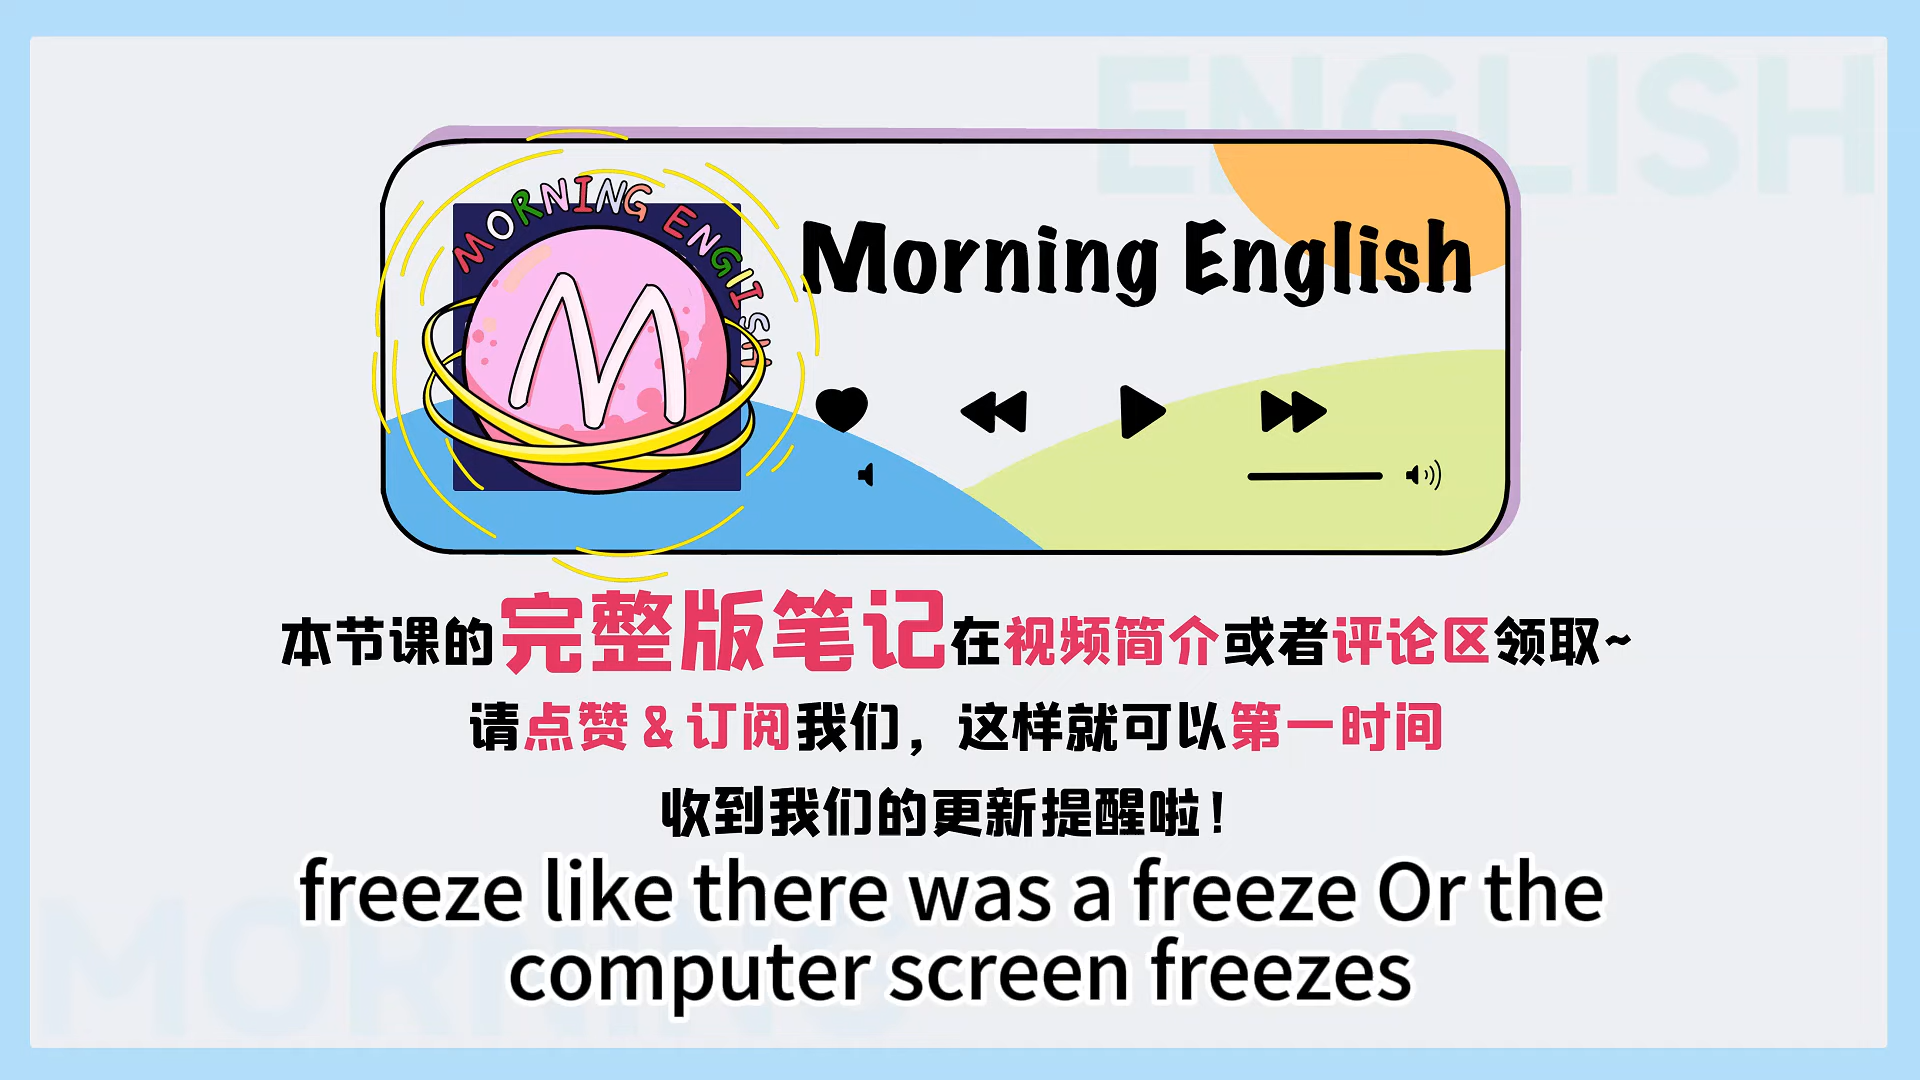 ENGLISH
MORNING ENGLISH
M
Morning English
本节课的完整版笔记在视频简介或者评论区领取~
请点赞&订阅我们，这样就可以第一时间
收到我们的更新提醒啦！
MORNING
freeze like there was a freeze Or the
computer screen freezes